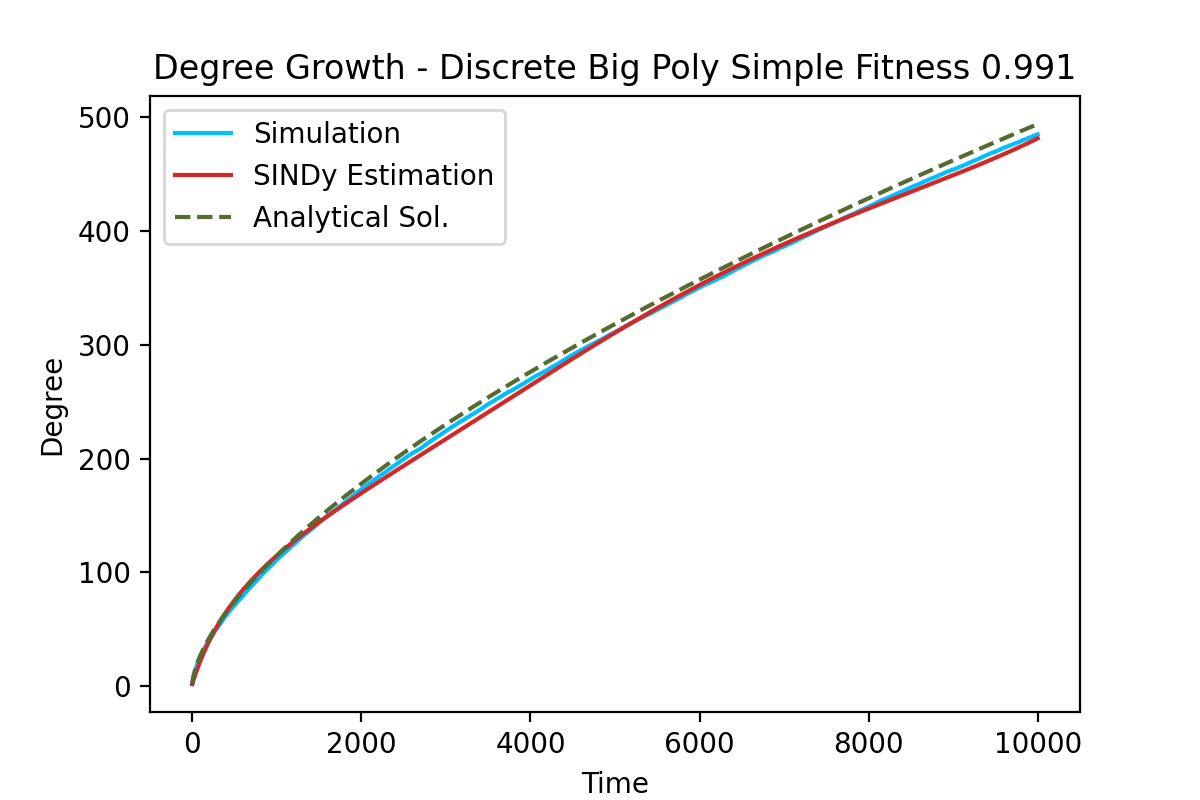 Degree Growth - Discrete Big Poly Simple Fitness 0.991
Simulation
SINDy Estimation
Analytical Sol.
500
400
300
200
100
0
Degree
0 2000 4000 6000 8000 10000
Time